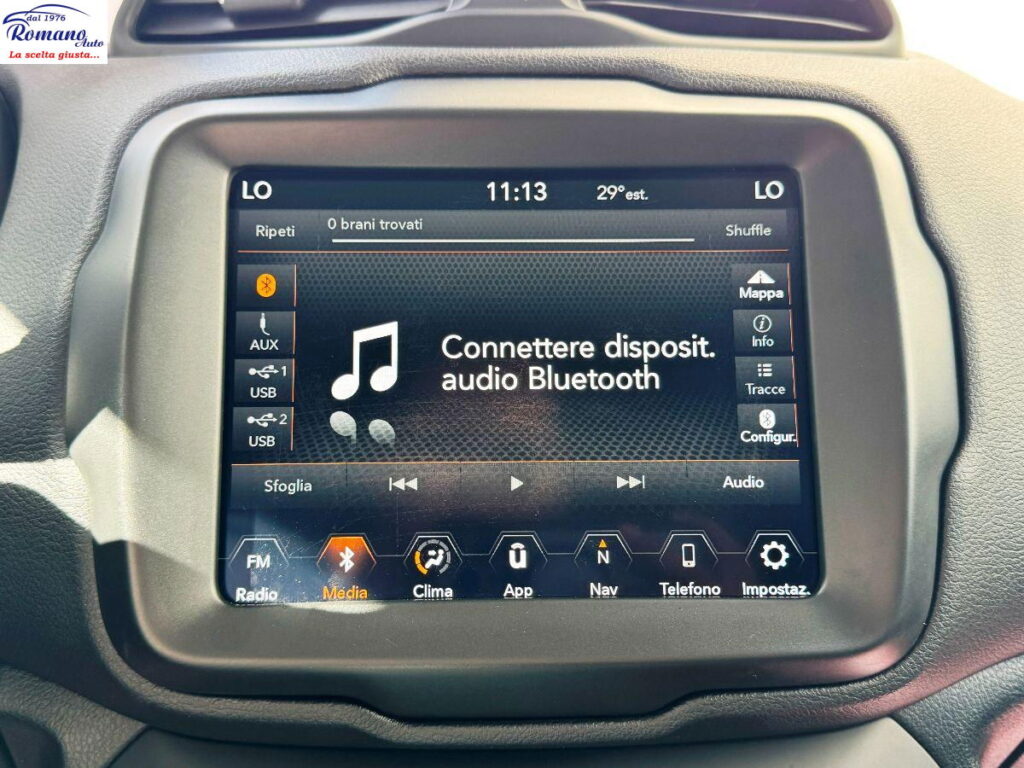 dal 1976
Romano
Auto
La scelta giusta...
LO 11:13 29°est. LO
Ripeti 0 brani trovati Shuffle
Mappa
AUX
Info
1
USB
Tracce
2
USB
Configur.
Connettere disposit.
audio Bluetooth
Sfoglia Audio
FM N
Radio Media Clima App Nav Telefono Impostaz.